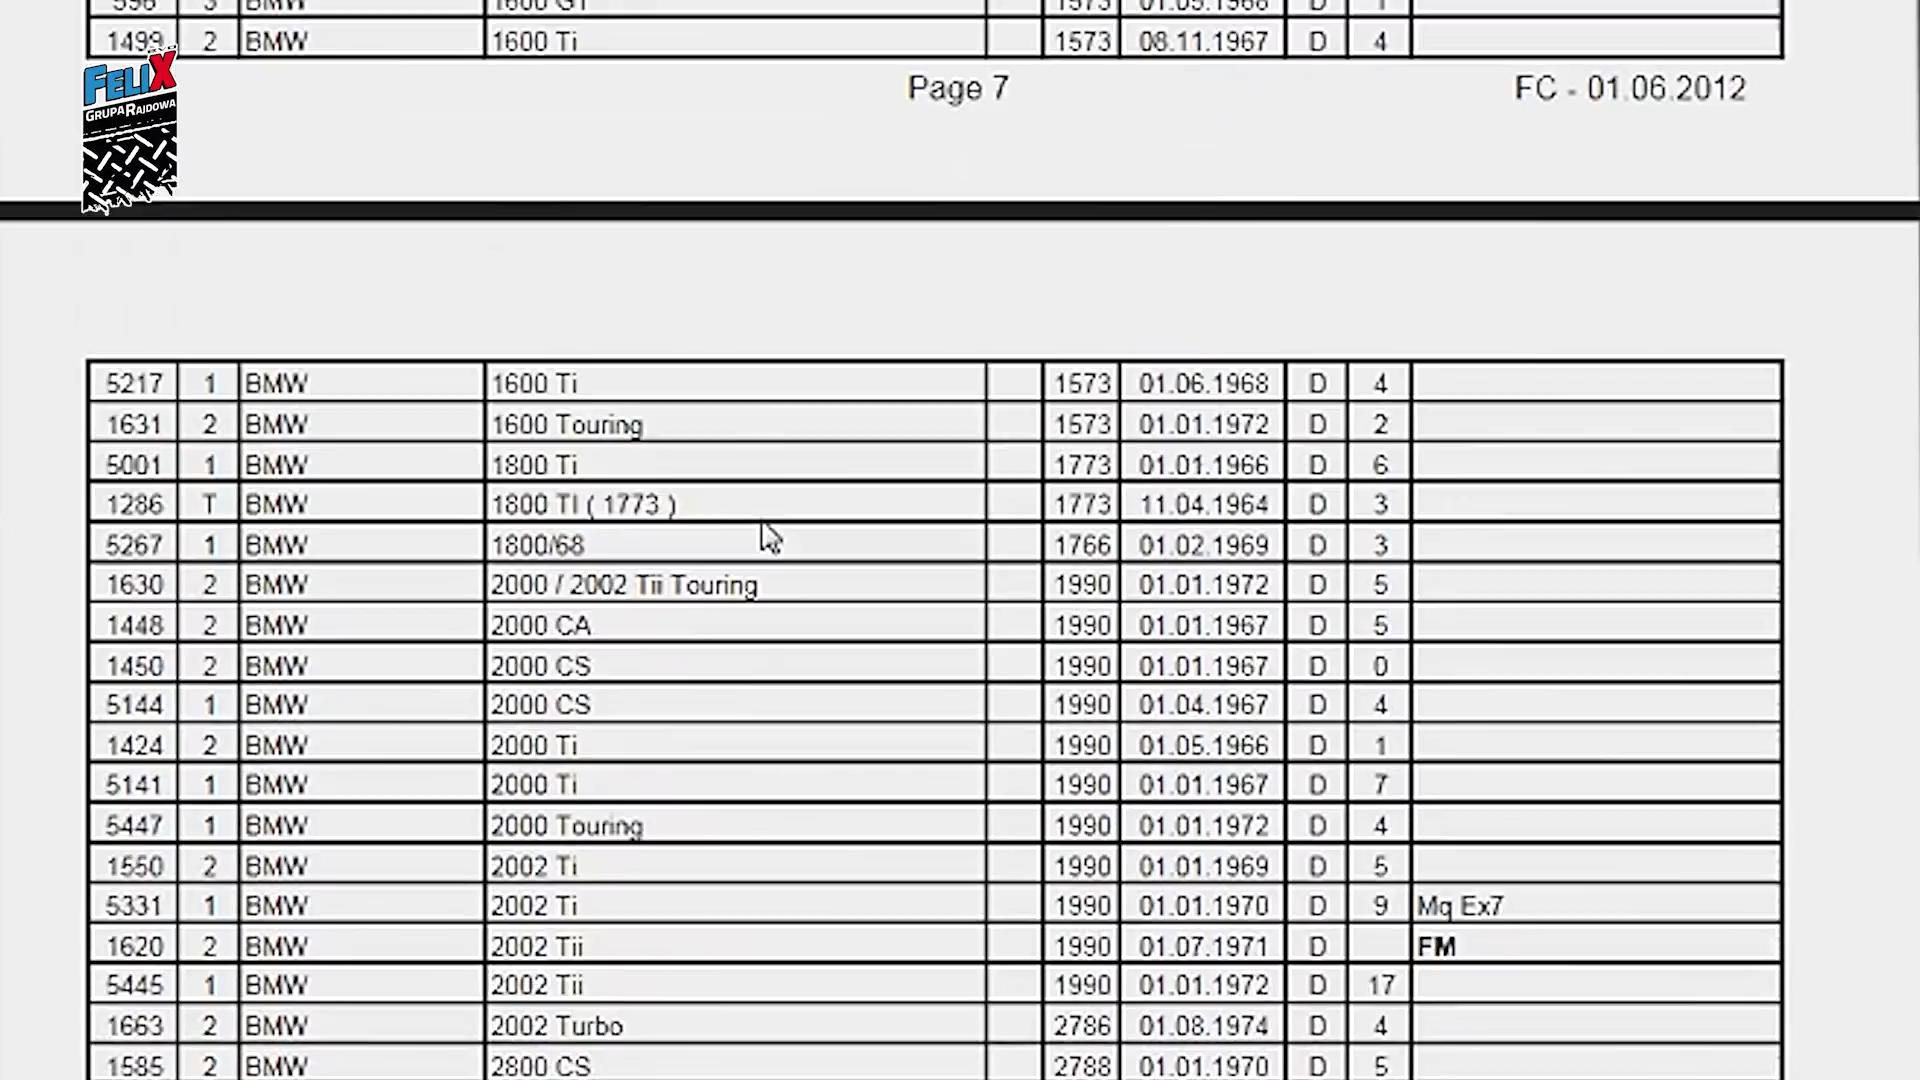 596 3 BMW 1600 GT 1573 01.05.1968 D 1
1499 2 BMW 1600 Ti 1573 08.11.1967 D 4
FELIX
GRUPA RAJDOWA
Page 7
FC - 01.06.2012
5217 1 BMW 1600 Ti 1573 01.06.1968 D 4
1631 2 BMW 1600 Touring 1573 01.01.1972 D 2
5001 1 BMW 1800 Ti 1773 01.01.1966 D 6
1286 T BMW 1800 TI ( 1773 ) 1773 11.04.1964 D 3
5267 1 BMW 1800/68 1766 01.02.1969 D 3
1630 2 BMW 2000 / 2002 Tii Touring 1990 01.01.1972 D 5
1448 2 BMW 2000 CA 1990 01.01.1967 D 5
1450 2 BMW 2000 CS 1990 01.01.1967 D 0
5144 1 BMW 2000 CS 1990 01.04.1967 D 4
1424 2 BMW 2000 Ti 1990 01.05.1966 D 1
5141 1 BMW 2000 Ti 1990 01.01.1967 D 7
5447 1 BMW 2000 Touring 1990 01.01.1972 D 4
1550 2 BMW 2002 Ti 1990 01.01.1969 D 5
5331 1 BMW 2002 Ti 1990 01.01.1970 D 9 Mq Ex7
1620 2 BMW 2002 Tii 1990 01.07.1971 D FM
5445 1 BMW 2002 Tii 1990 01.01.1972 D 17
1663 2 BMW 2002 Turbo 2786 01.08.1974 D 4
1585 2 BMW 2800 CS 2788 01.01.1970 D 5